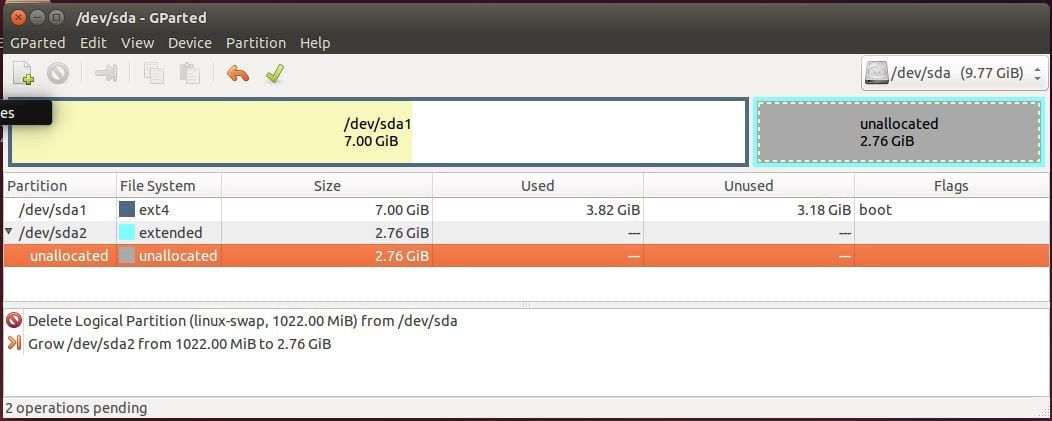 /dev/sda - GParted
GParted Edit View Device Partition Help
/dev/sda (9.77 GiB)
es
/dev/sda1
7.00 GiB
unallocated
2.76 GiB
Partition File System Size Used Unused Flags
/dev/sda1 ext4 7.00 GiB 3.82 GiB 3.18 GiB boot
/dev/sda2 extended 2.76 GiB --- ---
unallocated unallocated 2.76 GiB --- ---
Delete Logical Partition (linux-swap, 1022.00 MiB) from /dev/sda
Grow /dev/sda2 from 1022.00 MiB to 2.76 GiB
2 operations pending